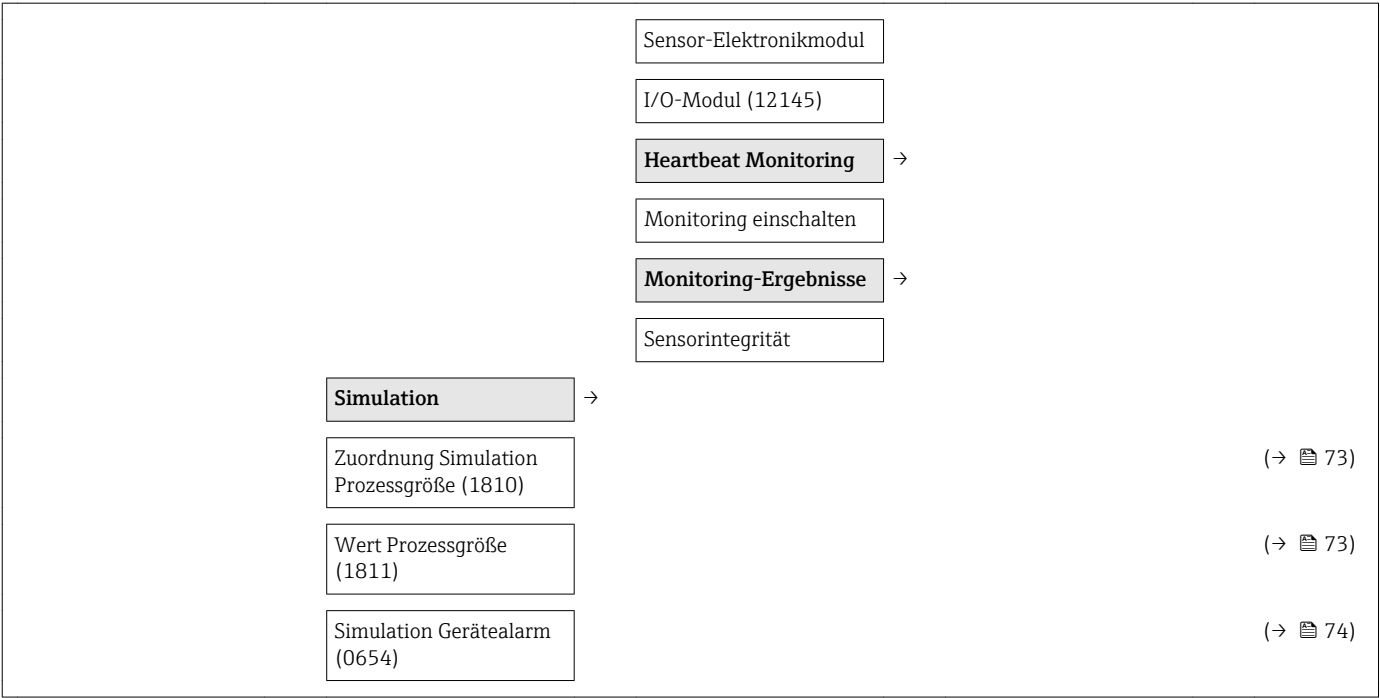 Sensor-Elektronikmodul
I/O-Modul (12145)
Heartbeat Monitoring →
Monitoring einschalten
Monitoring-Ergebnisse →
Sensorintegrität
Simulation →
Zuordnung Simulation
Prozessgröße (1810)
(→ 73)
Wert Prozessgröße
(1811)
(→ 73)
Simulation Gerätealarm
(0654)
(→ 74)